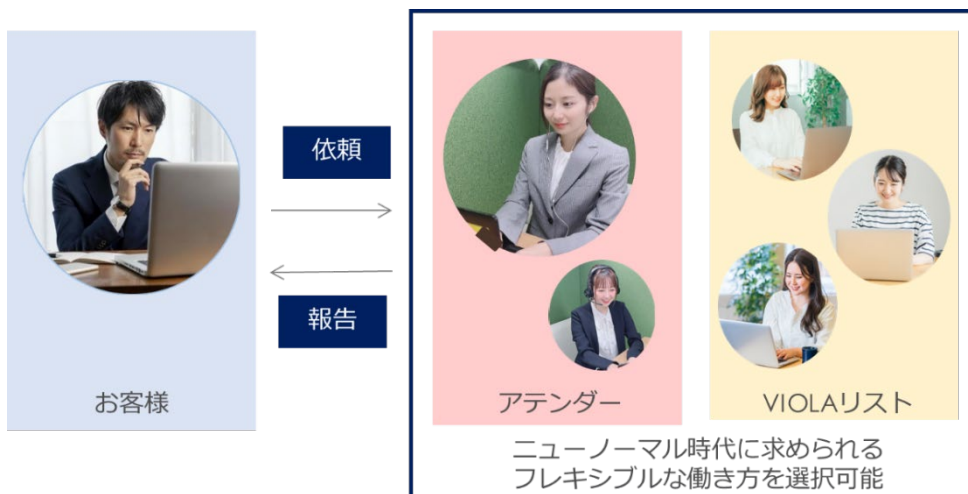 依頼
報告
お客様
アテンダー
VIOLAリスト
ニューノーマル時代に求められる
フレキシブルな働き方を選択可能